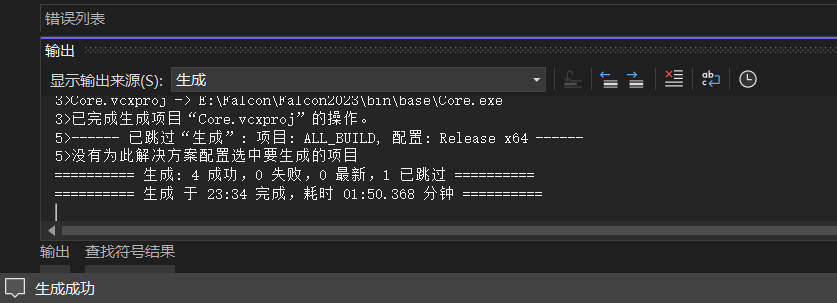 错误列表
输出
显示输出来源(S): 生成
3>Core.vcxproj -> E:\Falcon\Falcon2023\bin\base\Core.exe
3>已完成生成项目“Core.vcxproj”的操作。
5>------ 已跳过“生成”: 项目: ALL_BUILD, 配置: Release x64 ------
5>没有为此解决方案配置选中要生成的项目
========== 生成: 4 成功，0 失败，0 最新，1 已跳过 ==========
========== 生成 于 23:34 完成，耗时 01:50.368 分钟 ==========
输出 查找符号结果
生成成功